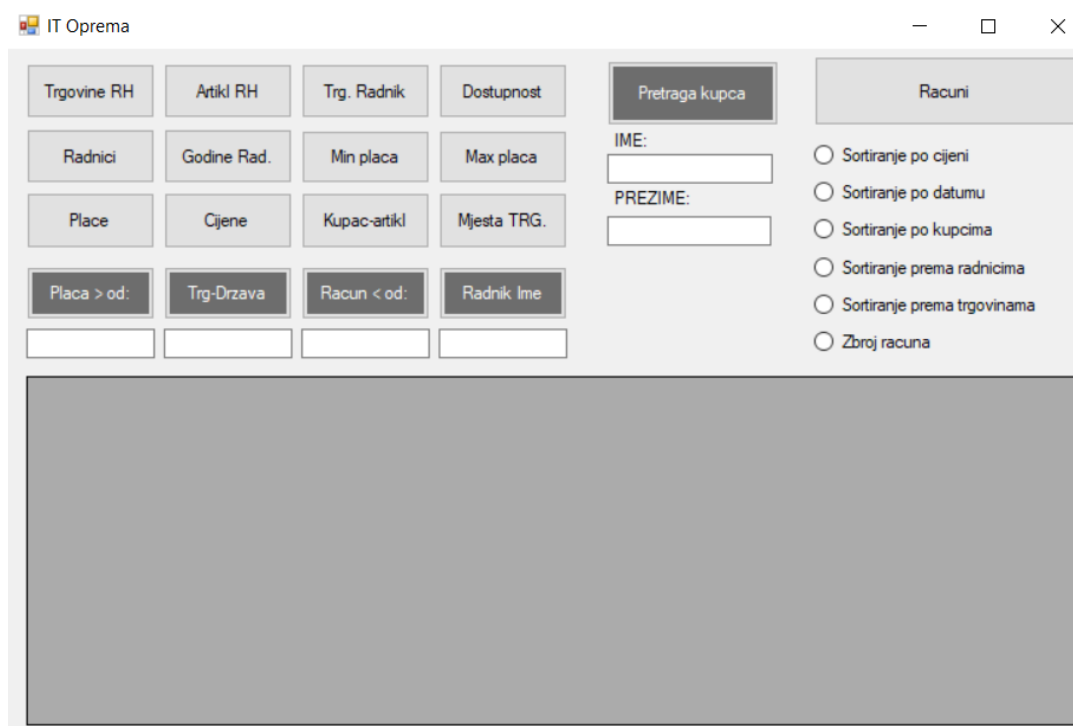 IT Oprema
Trgovine RH Artikl RH Trg. Radnik Dostupnost
Radnici Godine Rad. Min placa Max placa
Place Cijene Kupac-artikl Mjesta TRG.
Placa > od: Trg-Drzava Racun < od: Radnik Ime
Pretraga kupca
IME:
PREZIME:
Racuni
Sortiranje po cijeni
Sortiranje po datumu
Sortiranje po kupcima
Sortiranje prema radnicima
Sortiranje prema trgovinama
Zbroj racuna